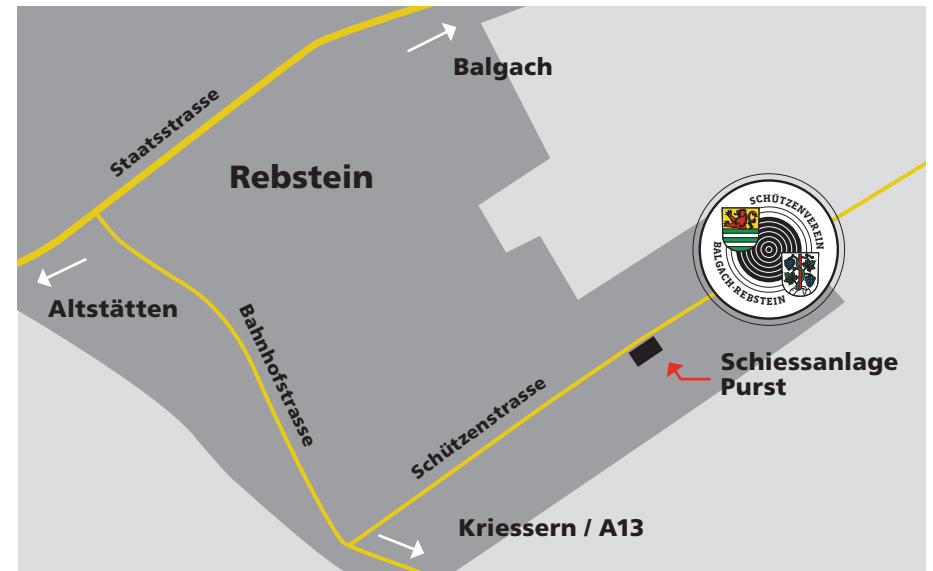 Balgach
Staatsstrasse
Rebstein
SCHÜTZENVEREIN
BALGACH-REBSTEIN
Altstätten
Bahnhofstrasse
Schiessanlage
Purst
Schützenstrasse
Kriessern / A13